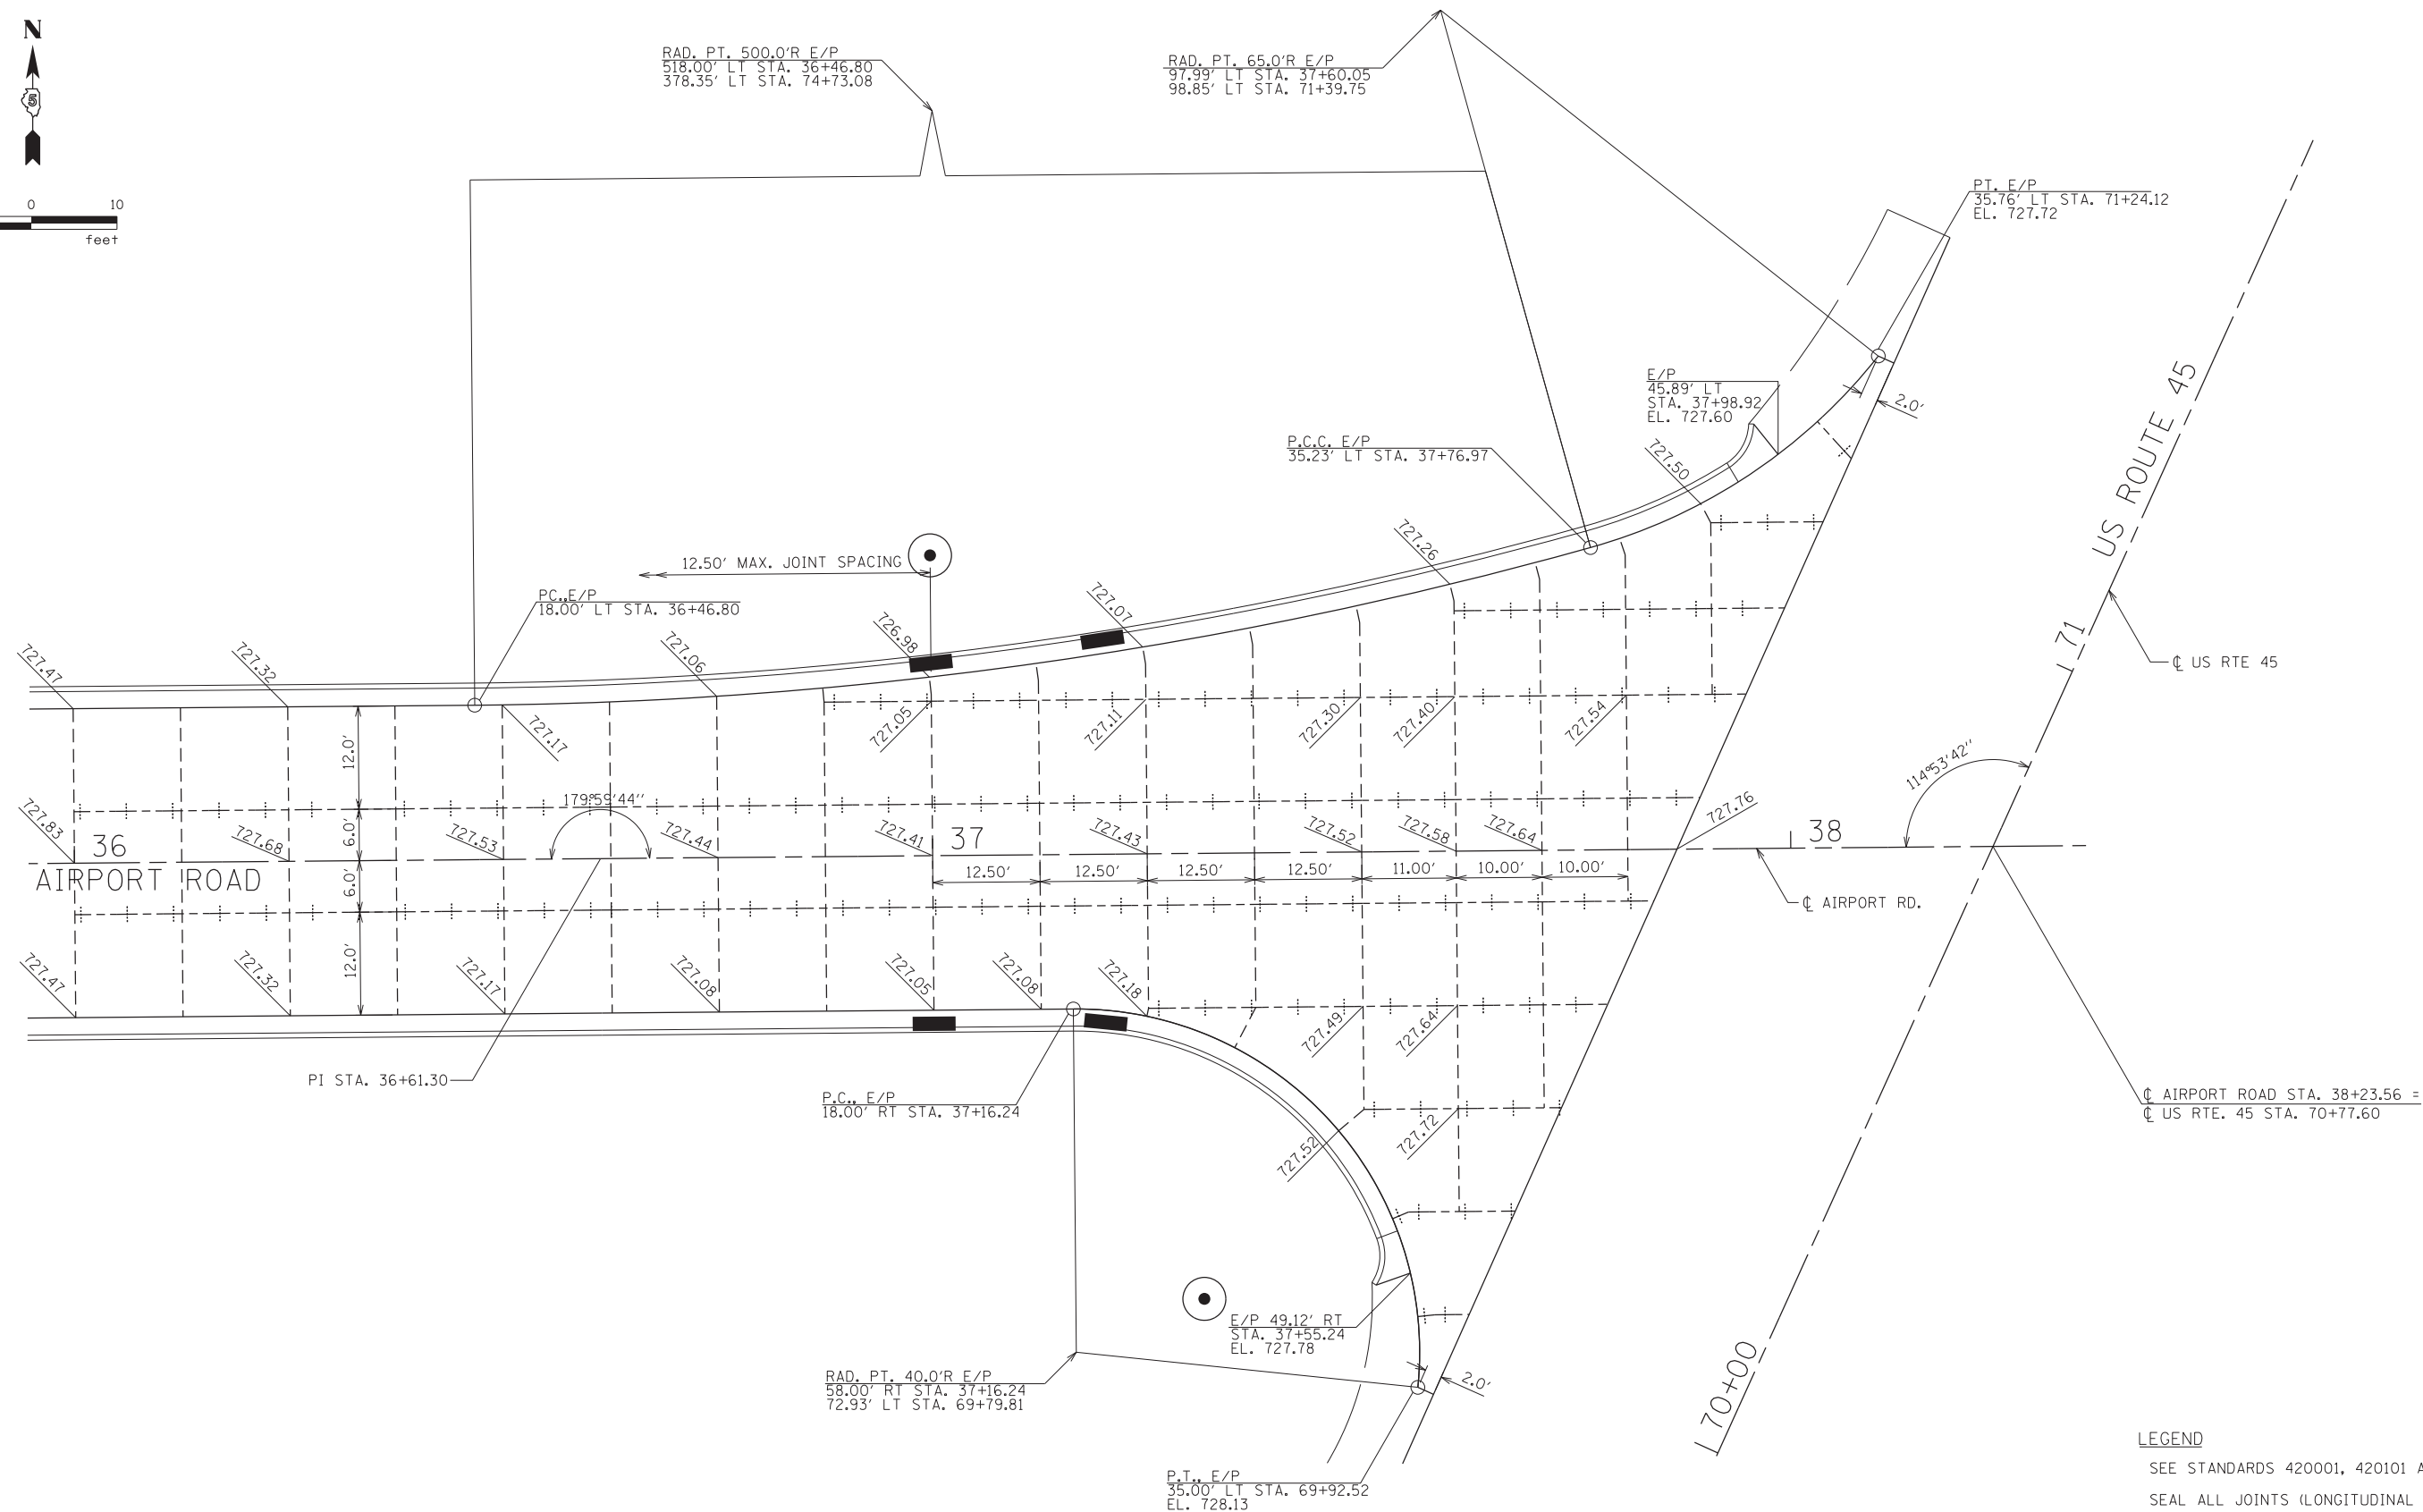 N
5
0 10
feet
RAD. PT. 500.0'R E/P
518.00' LT STA. 36+46.80
378.35' LT STA. 74+73.08
RAD. PT. 65.0'R E/P
97.99' LT STA. 37+60.05
98.85' LT STA. 71+39.75
PT. E/P
35.76' LT STA. 71+24.12
EL. 727.72
E/P
45.89' LT
STA. 37+98.92
EL. 727.60
2.0'
P.C.C. E/P
35.23' LT STA. 37+76.97
727.50
US ROUTE 45
71
℄ US RTE 45
12.50' MAX. JOINT SPACING
727.26
PC., E/P
18.00' LT STA. 36+46.80
727.47
727.32
727.06
726.98
727.07
727.17
727.05
727.11
727.30
727.40
727.54
12.0'
6.0'
6.0'
12.0'
179°59'44''
114°53'42''
727.83
36
727.68
727.53
727.44
727.41
37
727.43
727.52
727.58
727.64
727.76
38
AIRPORT ROAD
12.50'
12.50'
12.50'
12.50'
11.00'
10.00'
10.00'
℄ AIRPORT RD.
727.47
727.32
727.17
727.08
727.05
727.08
727.18
727.49
727.64
PI STA. 36+61.30
P.C., E/P
18.00' RT STA. 37+16.24
727.52
727.72
℄ AIRPORT ROAD STA. 38+23.56 =
℄ US RTE. 45 STA. 70+77.60
E/P 49.12' RT
STA. 37+55.24
EL. 727.78
RAD. PT. 40.0'R E/P
58.00' RT STA. 37+16.24
72.93' LT STA. 69+79.81
2.0'
70+00
P.T., E/P
35.00' LT STA. 69+92.52
EL. 728.13
LEGEND
SEE STANDARDS 420001, 420101 A
SEAL ALL JOINTS (LONGITUDINAL